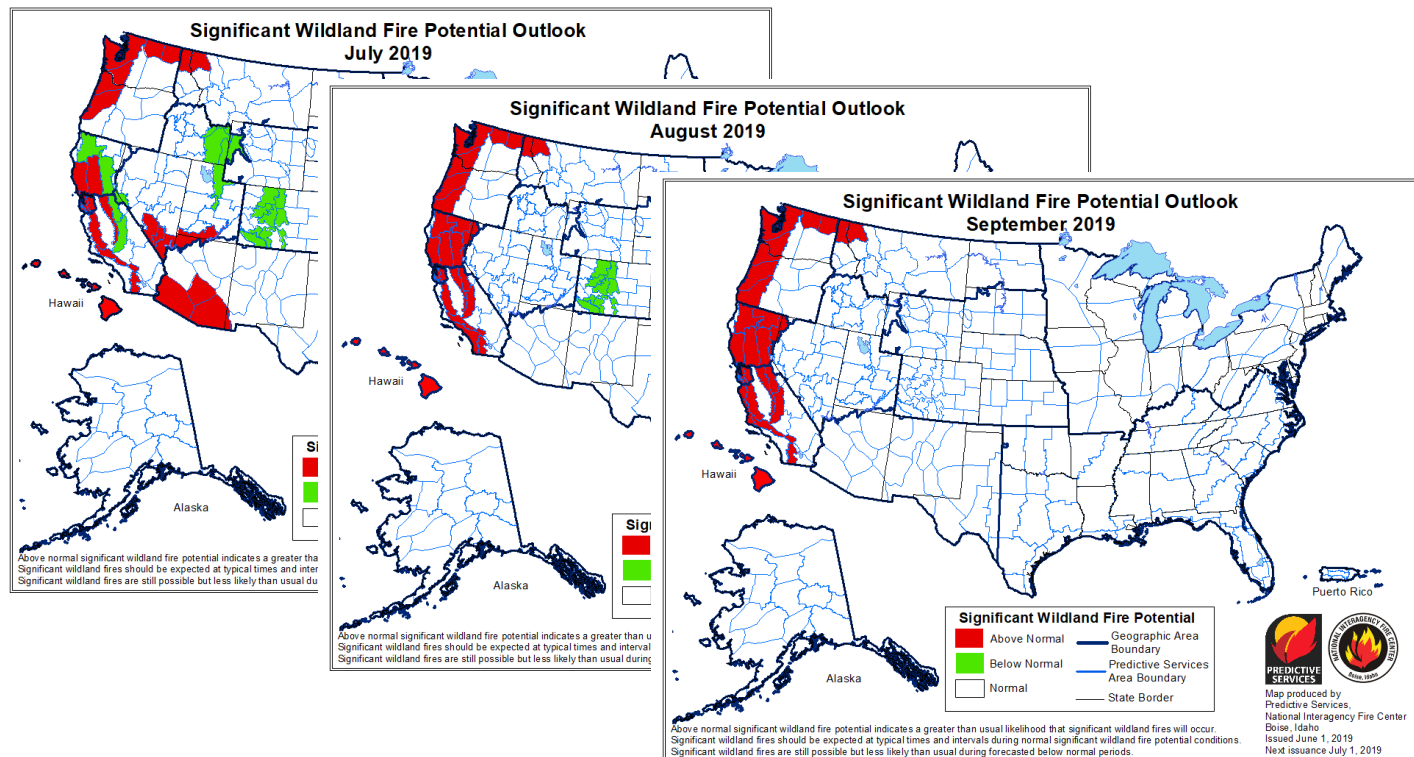 Significant Wildland Fire Potential Outlook
July 2019
Hawaii
Alaska
Si
Above normal significant wildland fire potential indicates a greater tha
Significant wildland fires should be expected at typical times and inter
Significant wildland fires are still possible but less likely than usual du
Significant Wildland Fire Potential Outlook
August 2019
Hawaii
Alaska
Sig
Above normal significant wildland fire potential indicates a greater than u
Significant wildland fires should be expected at typical times and interval
Significant wildland fires are still possible but less likely than usual during
Significant Wildland Fire Potential Outlook
September 2019
Hawaii
Alaska
Puerto Rico
Significant Wildland Fire Potential
Above Normal
Below Normal
Normal
Geographic Area
Boundary
Predictive Services
Area Boundary
State Border
PREDICTIVE
SERVICES
NATIONAL INTERAGENCY FIRE CENTER
Boise, Idaho
Map produced by
Predictive Services,
National Interagency Fire Center
Boise, Idaho
Issued June 1, 2019
Next issuance July 1, 2019
Above normal significant wildland fire potential indicates a greater than usual likelihood that significant wildland fires will occur.
Significant wildland fires should be expected at typical times and intervals during normal significant wildland fire potential conditions.
Significant wildland fires are still possible but less likely than usual during forecasted below normal periods.